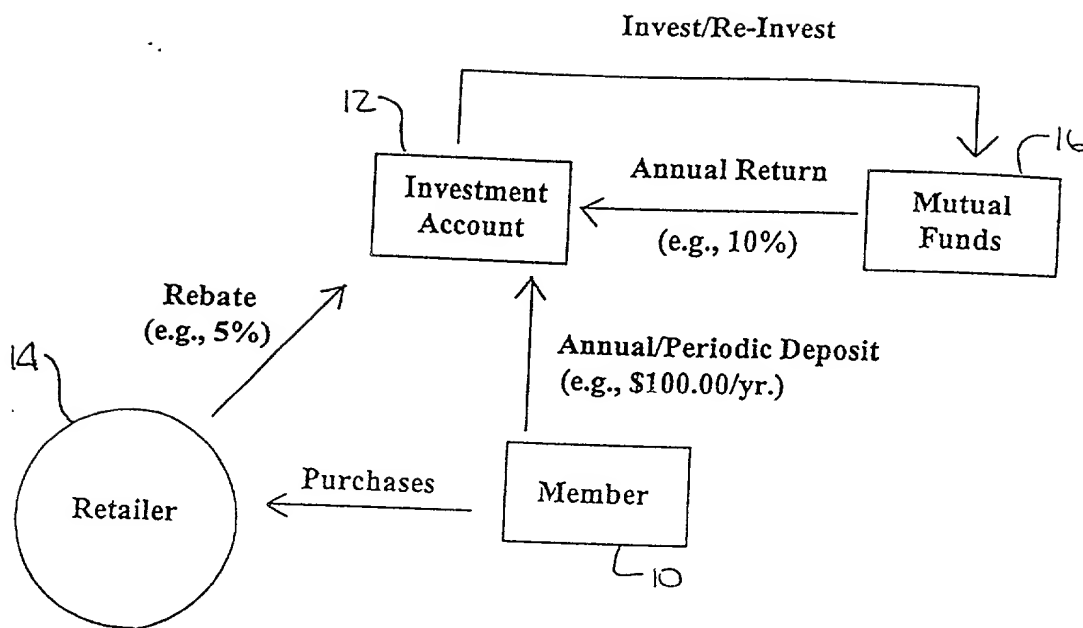 Invest/Re-Invest
12
16
Investment
Account
Annual Return
(e.g., 10%)
Mutual
Funds
Rebate
(e.g., 5%)
Annual/Periodic Deposit
(e.g., $100.00/yr.)
14
Retailer
Purchases
Member
10